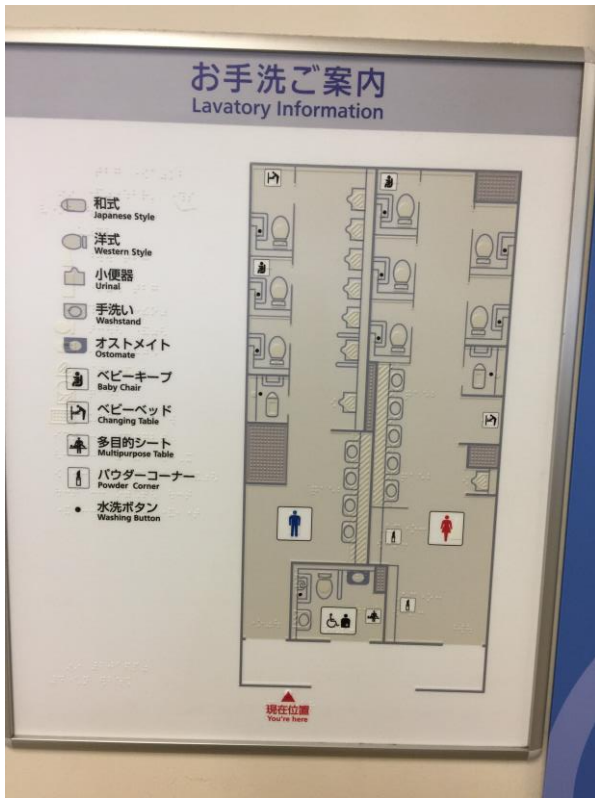 お手洗ご案内
Lavatory Information
和式
Japanese Style
洋式
Western Style
小便器
Urinal
手洗い
Washstand
オストメイト
Ostomate
ベビーキープ
Baby Chair
ベビーベッド
Changing Table
多目的シート
Multipurpose Table
パウダーコーナー
Powder Corner
水洗ボタン
Washing Button
現在位置
You're here